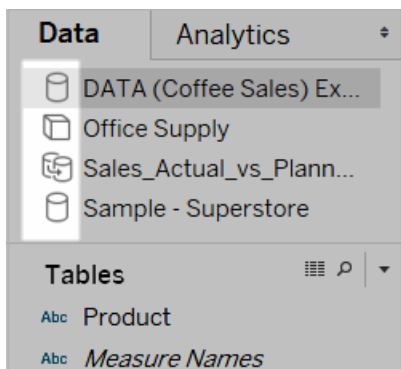 Data Analytics
DATA (Coffee Sales) Ex...
Office Supply
Sales_Actual_vs_Plann...
Sample - Superstore
Tables
Abc Product
Abc Measure Names